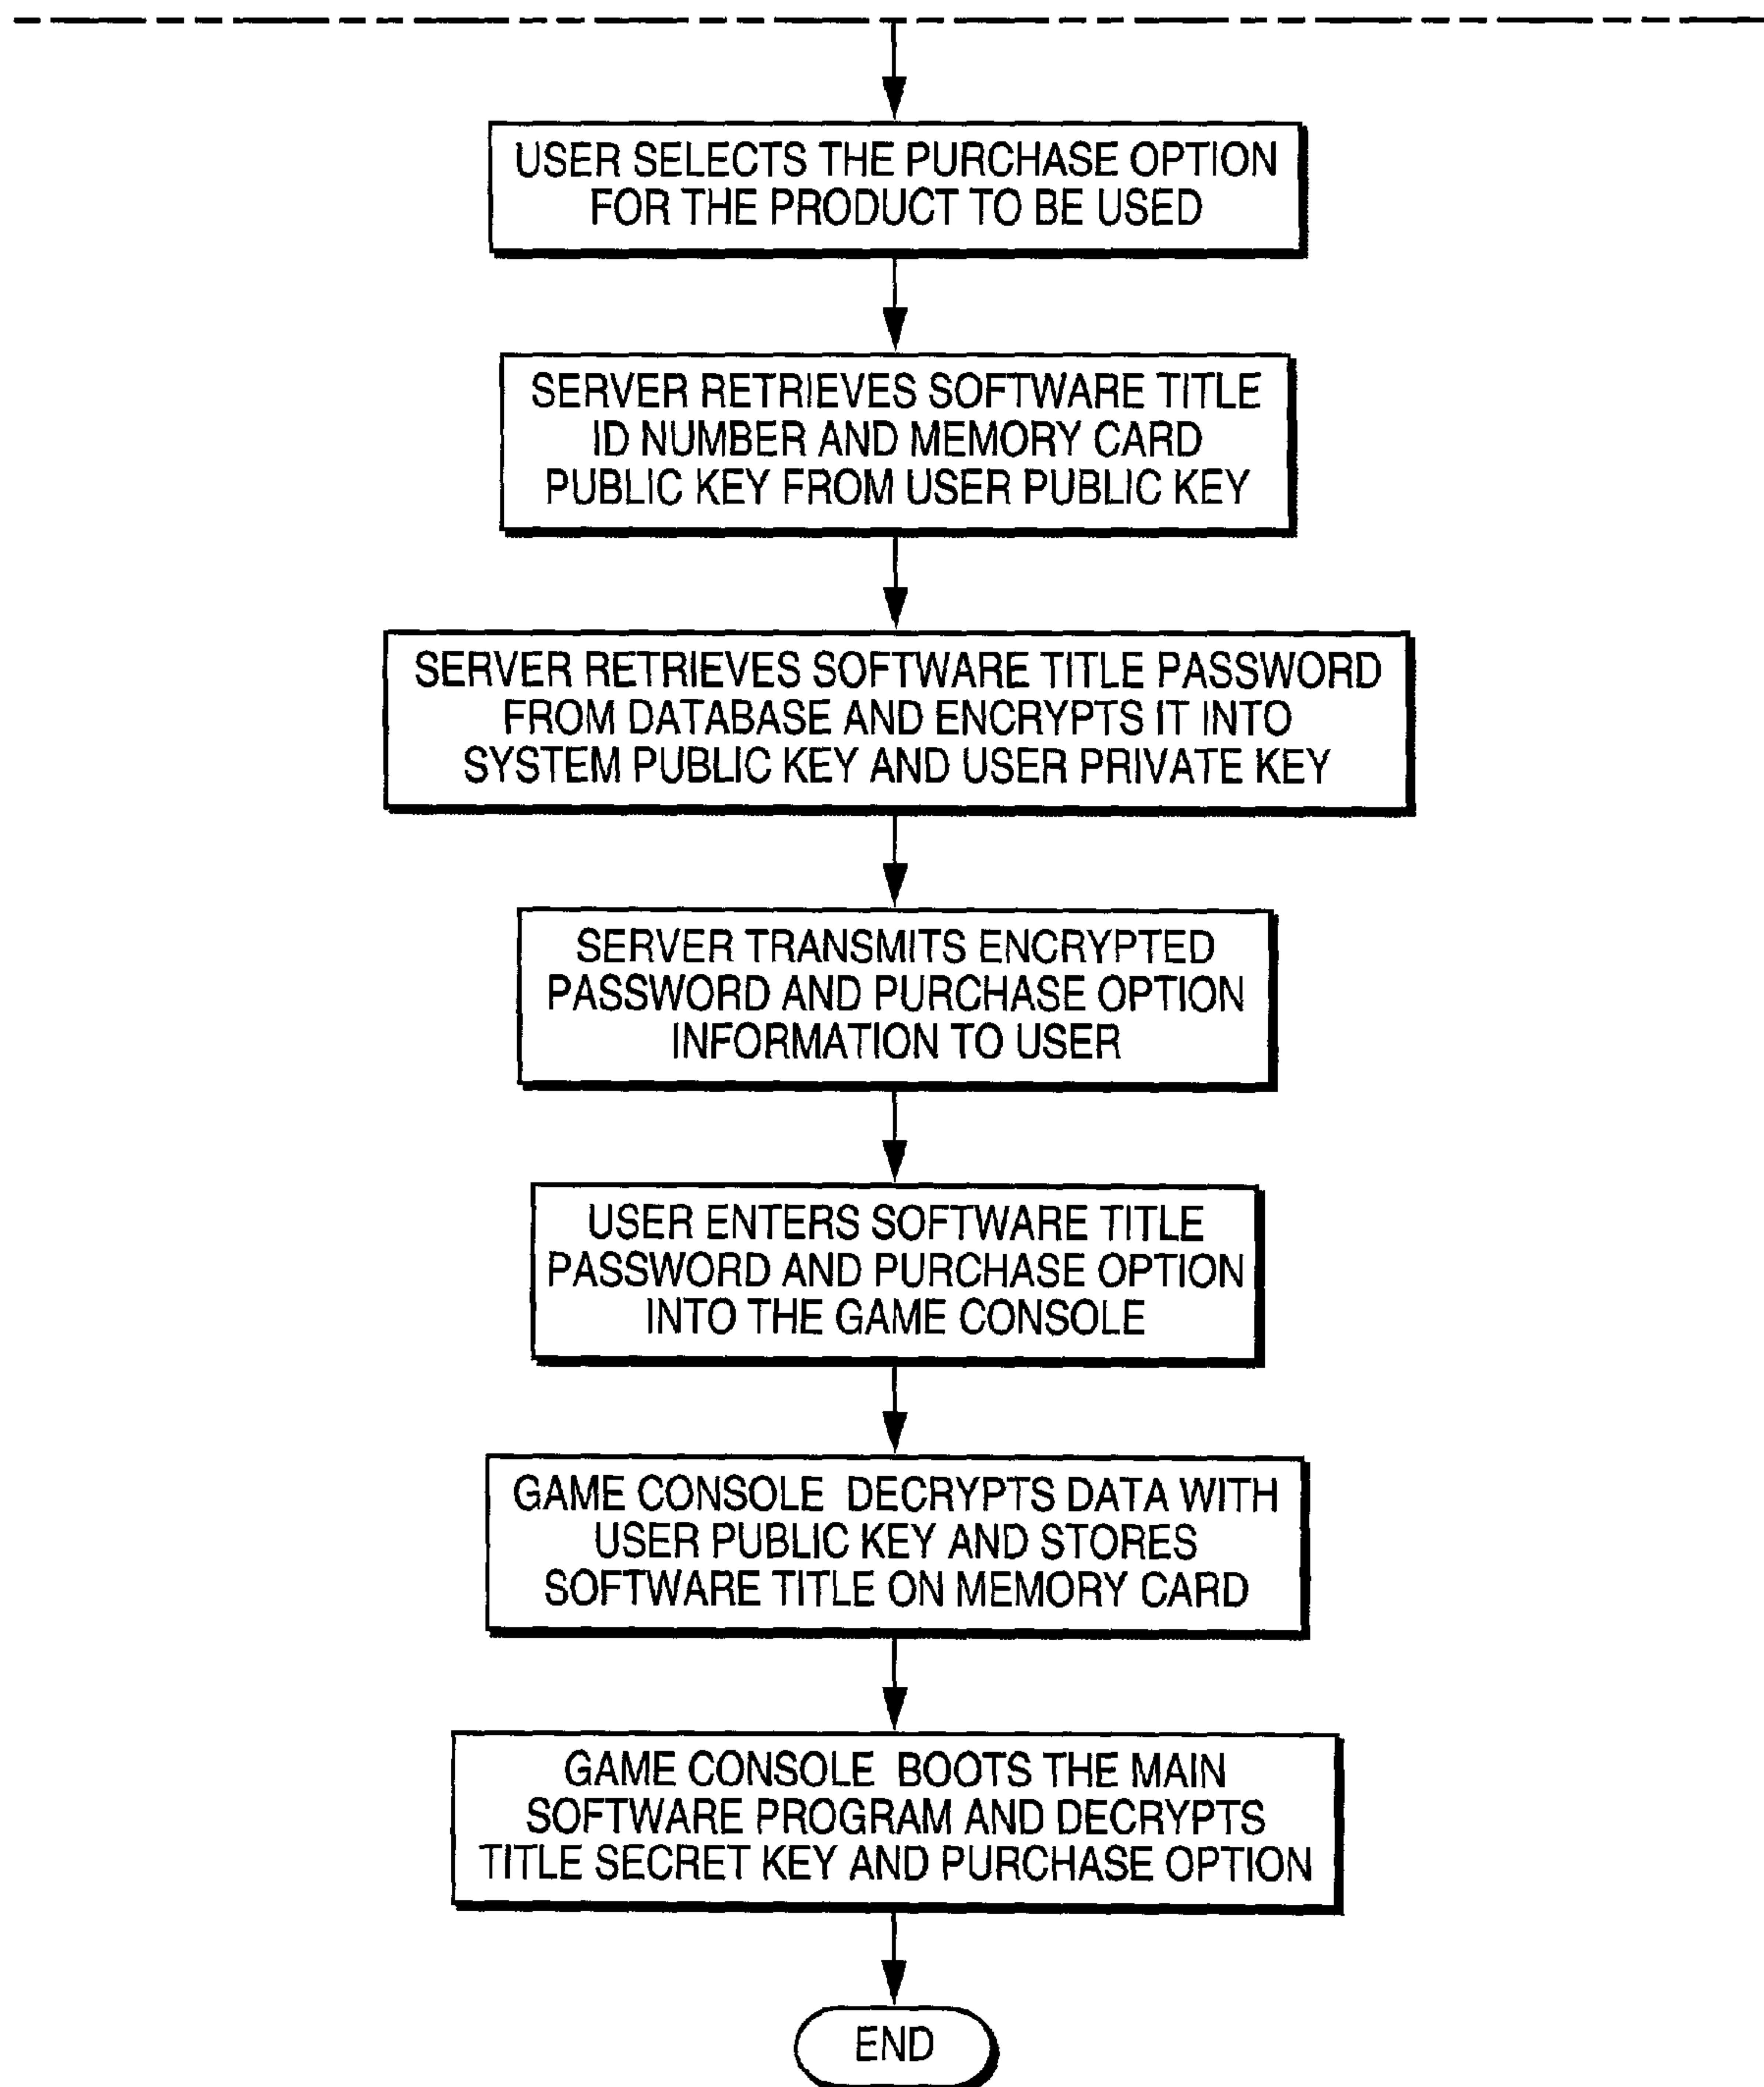 USER SELECTS THE PURCHASE OPTION
FOR THE PRODUCT TO BE USED
SERVER RETRIEVES SOFTWARE TITLE
ID NUMBER AND MEMORY CARD
PUBLIC KEY FROM USER PUBLIC KEY
SERVER RETRIEVES SOFTWARE TITLE PASSWORD
FROM DATABASE AND ENCRYPTS IT INTO
SYSTEM PUBLIC KEY AND USER PRIVATE KEY
SERVER TRANSMITS ENCRYPTED
PASSWORD AND PURCHASE OPTION
INFORMATION TO USER
USER ENTERS SOFTWARE TITLE
PASSWORD AND PURCHASE OPTION
INTO THE GAME CONSOLE
GAME CONSOLE DECRYPTS DATA WITH
USER PUBLIC KEY AND STORES
SOFTWARE TITLE ON MEMORY CARD
GAME CONSOLE BOOTS THE MAIN
SOFTWARE PROGRAM AND DECRYPTS
TITLE SECRET KEY AND PURCHASE OPTION
END